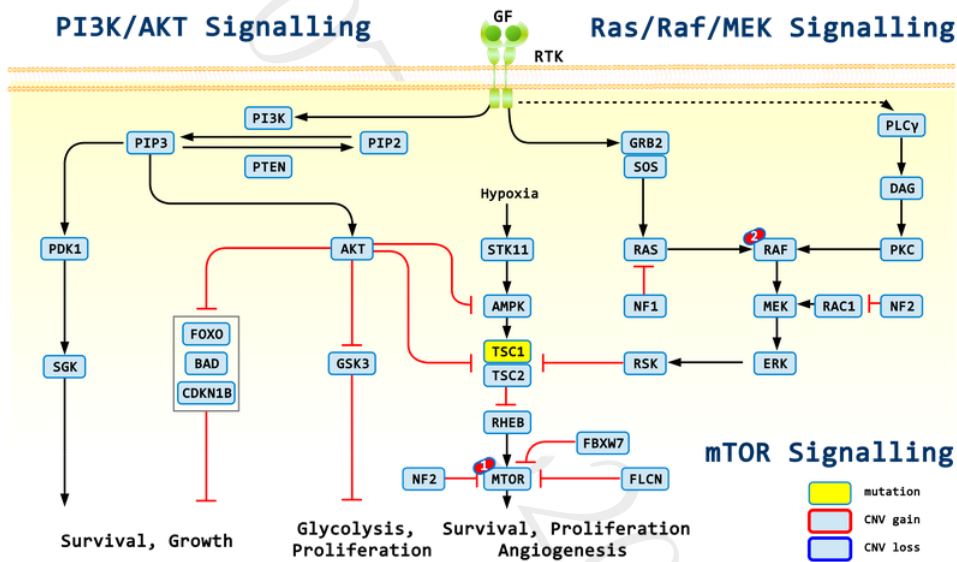 PI3K/AKT Signalling
GF
Ras/Raf/MEK Signalling
RTK
PI3K
PLCγ
PIP3
PIP2
GRB2
PTEN
SOS
Hypoxia
DAG
PDK1
AKT
STK11
RAS
2
RAF
PKC
AMPK
NF1
MEK
RAC1
NF2
FOXO
BAD
CDKN1B
SGK
GSK3
TSC1
TSC2
RSK
ERK
RHEB
FBXW7
mTOR Signalling
NF2
1
MTOR
FLCN
mutation
CNV gain
CNV loss
Survival, Growth
Glycolysis,
Proliferation
Survival, Proliferation
Angiogenesis